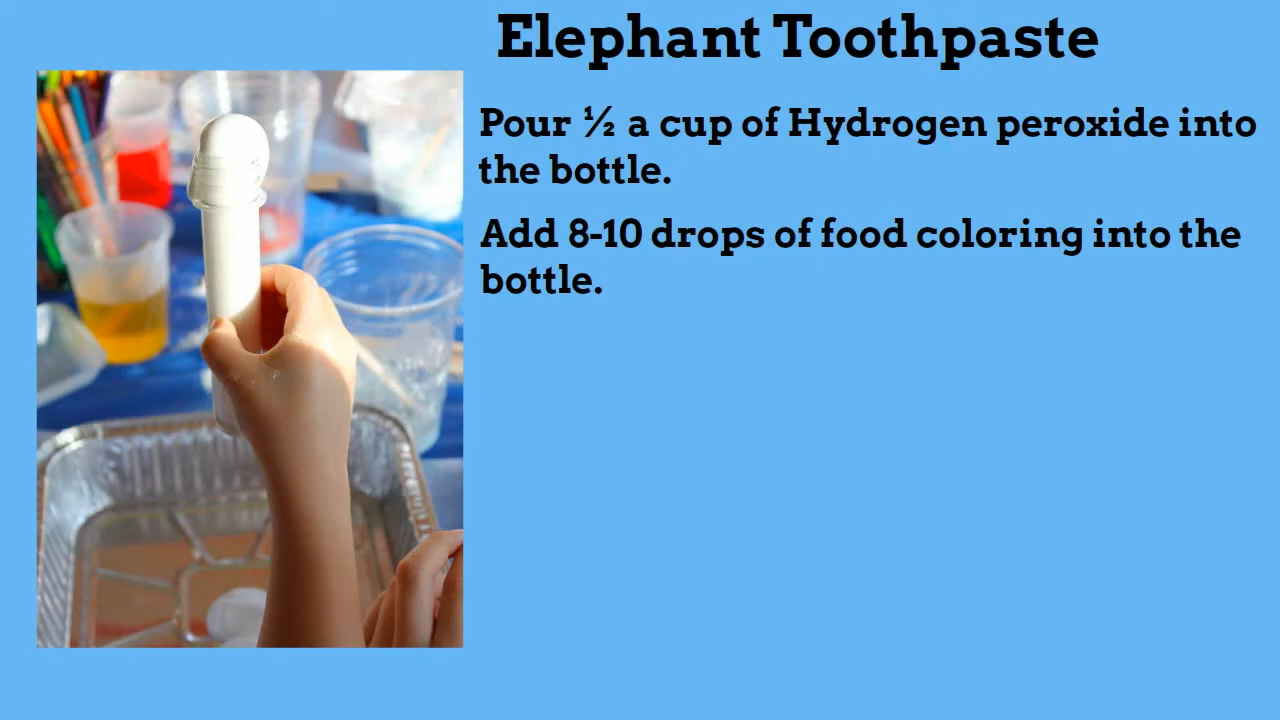 Elephant Toothpaste
Pour ½ a cup of Hydrogen peroxide into
the bottle.
Add 8-10 drops of food coloring into the
bottle.